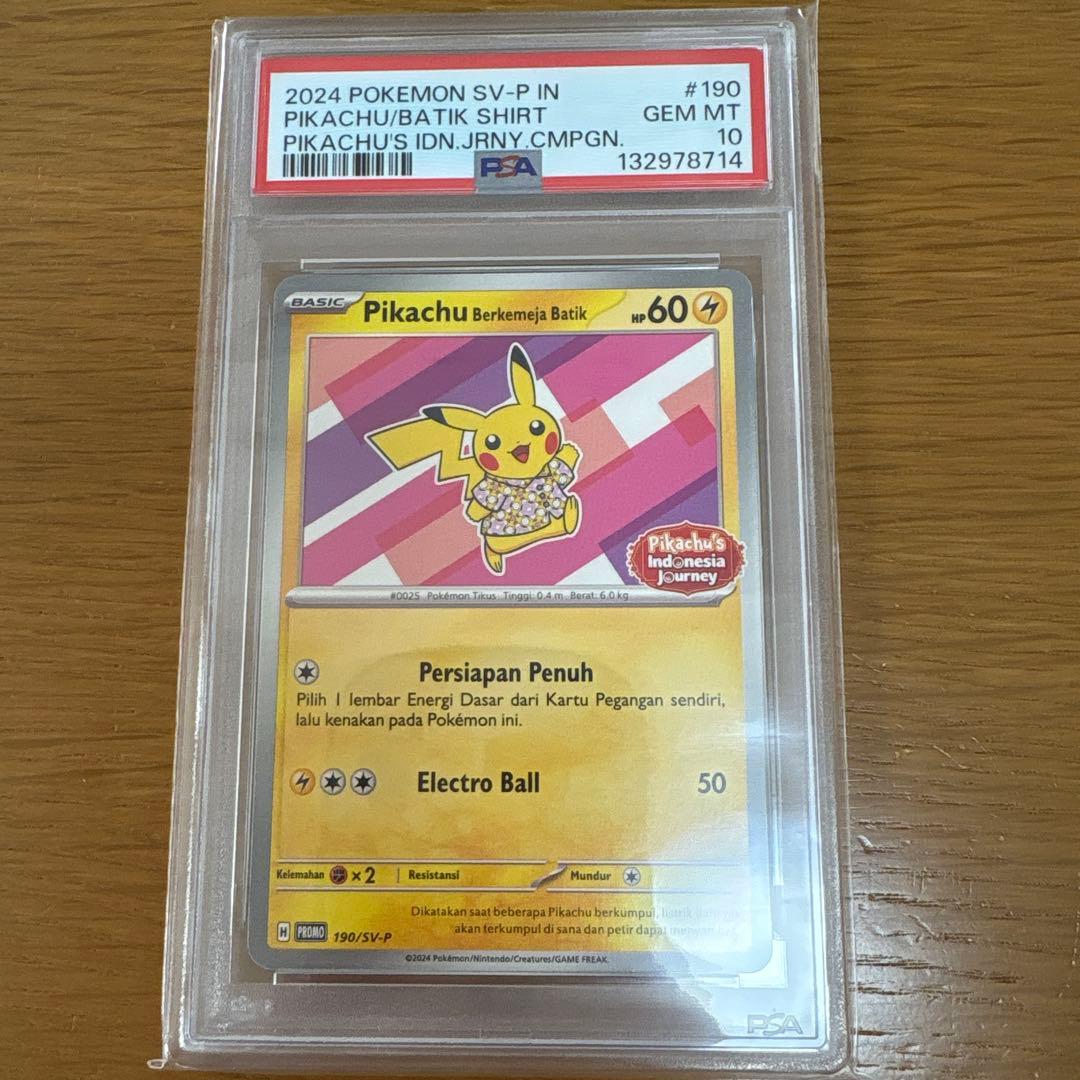 2024 POKEMON SV-P IN #190
PIKACHU/BATIK SHIRT GEM MT
PIKACHU'S IDN.JRNY.CMPGN. 10
PSA 132978714
BASIC Pikachu Berkemeja Batik HP 60
Pikachu's
Indonesia
Journey
#0025 Pokémon Tikus Tinggi: 0.4 m Berat: 6.0 kg
Persiapan Penuh
Pilih 1 lembar Energi Dasar dari Kartu Pegangan sendiri,
lalu kenakan pada Pokémon ini.
Electro Ball 50
Kelemahan ×2 Resistansi Mundur
Dikatakan saat beberapa Pikachu berkumpul, listrik
akan terkumpul di sana dan petir dapat
H PROMO 190/SV-P
©2024 Pokémon/Nintendo/Creatures/GAME FREAK.
PSA